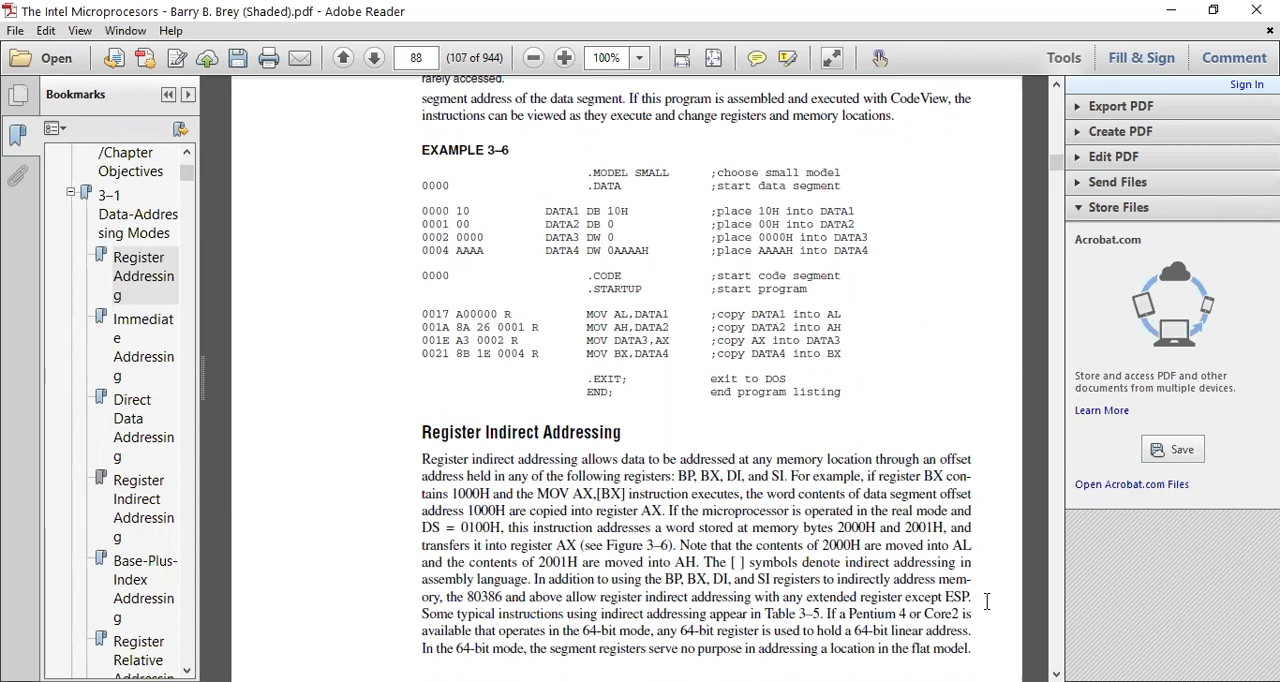 The Intel Microprocesors - Barry B. Brey (Shaded).pdf - Adobe Reader
File Edit View Window Help
Open 88 (107 of 944) 100% Tools Fill & Sign Comment
Bookmarks
/Chapter
Objectives
3–1
Data-Addres
sing Modes
Register
Addressin
g
Immediat
e
Addressin
g
Direct
Data
Addressin
g
Register
Indirect
Addressin
g
Base-Plus-
Index
Addressin
g
Register
Relative
Addressin
rarely accessed.
segment address of the data segment. If this program is assembled and executed with CodeView, the
instructions can be viewed as they execute and change registers and memory locations.
EXAMPLE 3–6
.MODEL SMALL ;choose small model
0000 .DATA ;start data segment
0000 10 DATA1 DB 10H ;place 10H into DATA1
0001 00 DATA2 DB 0 ;place 00H into DATA2
0002 0000 DATA3 DW 0 ;place 0000H into DATA3
0004 AAAA DATA4 DW 0AAAAH ;place AAAAH into DATA4
0000 .CODE ;start code segment
.STARTUP ;start program
0017 A00000 R MOV AL,DATA1 ;copy DATA1 into AL
001A 8A 26 0001 R MOV AH,DATA2 ;copy DATA2 into AH
001E A3 0002 R MOV DATA3,AX ;copy AX into DATA3
0021 8B 1E 0004 R MOV BX,DATA4 ;copy DATA4 into BX
.EXIT; exit to DOS
END; end program listing
Register Indirect Addressing
Register indirect addressing allows data to be addressed at any memory location through an offset
address held in any of the following registers: BP, BX, DI, and SI. For example, if register BX con-
tains 1000H and the MOV AX,[BX] instruction executes, the word contents of data segment offset
address 1000H are copied into register AX. If the microprocessor is operated in the real mode and
DS = 0100H, this instruction addresses a word stored at memory bytes 2000H and 2001H, and
transfers it into register AX (see Figure 3–6). Note that the contents of 2000H are moved into AL
and the contents of 2001H are moved into AH. The [ ] symbols denote indirect addressing in
assembly language. In addition to using the BP, BX, DI, and SI registers to indirectly address mem-
ory, the 80386 and above allow register indirect addressing with any extended register except ESP.
Some typical instructions using indirect addressing appear in Table 3–5. If a Pentium 4 or Core2 is
available that operates in the 64-bit mode, any 64-bit register is used to hold a 64-bit linear address.
In the 64-bit mode, the segment registers serve no purpose in addressing a location in the flat model.
Sign In
Export PDF
Create PDF
Edit PDF
Send Files
Store Files
Acrobat.com
Store and access PDF and other
documents from multiple devices.
Learn More
Save
Open Acrobat.com Files